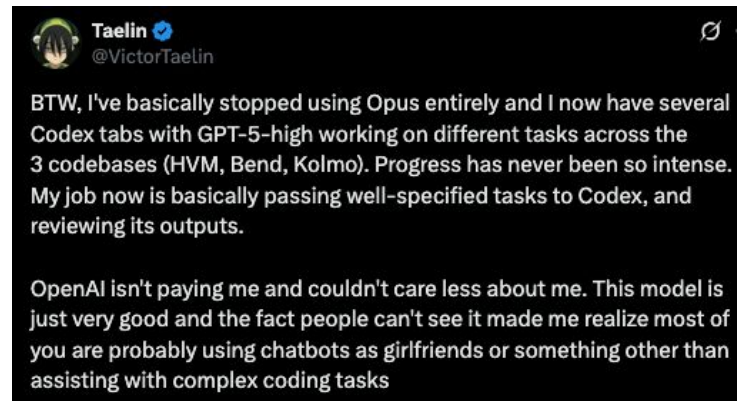 Taelin
@VictorTaelin
BTW, I've basically stopped using Opus entirely and I now have several
Codex tabs with GPT-5-high working on different tasks across the
3 codebases (HVM, Bend, Kolmo). Progress has never been so intense.
My job now is basically passing well-specified tasks to Codex, and
reviewing its outputs.
OpenAI isn't paying me and couldn't care less about me. This model is
just very good and the fact people can't see it made me realize most of
you are probably using chatbots as girlfriends or something other than
assisting with complex coding tasks